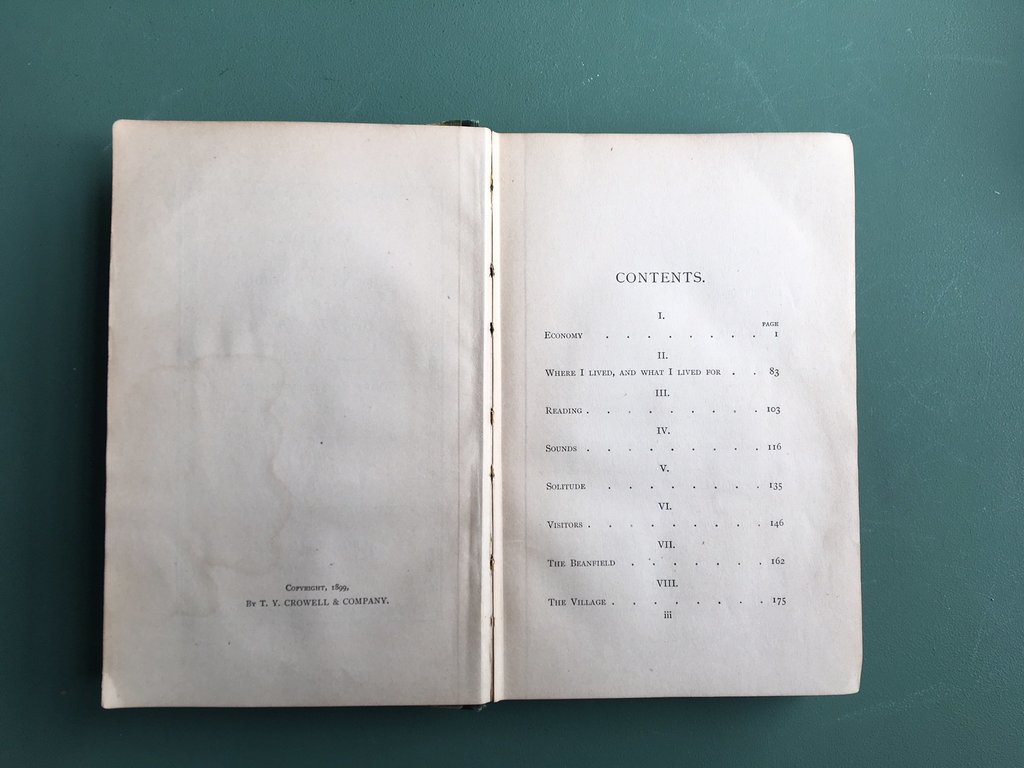 Copyright, 1899,
By T. Y. CROWELL & COMPANY.
CONTENTS.
I.
PAGE
Economy . . . . . . . . 1
II.
Where I lived, and what I lived for . . 83
III.
Reading . . . . . . . . . 103
IV.
Sounds . . . . . . . . . 116
V.
Solitude . . . . . . . . 135
VI.
Visitors . . . . . . . . . 146
VII.
The Beanfield . . . . . . . 162
VIII.
The Village . . . . . . . . 175
iii